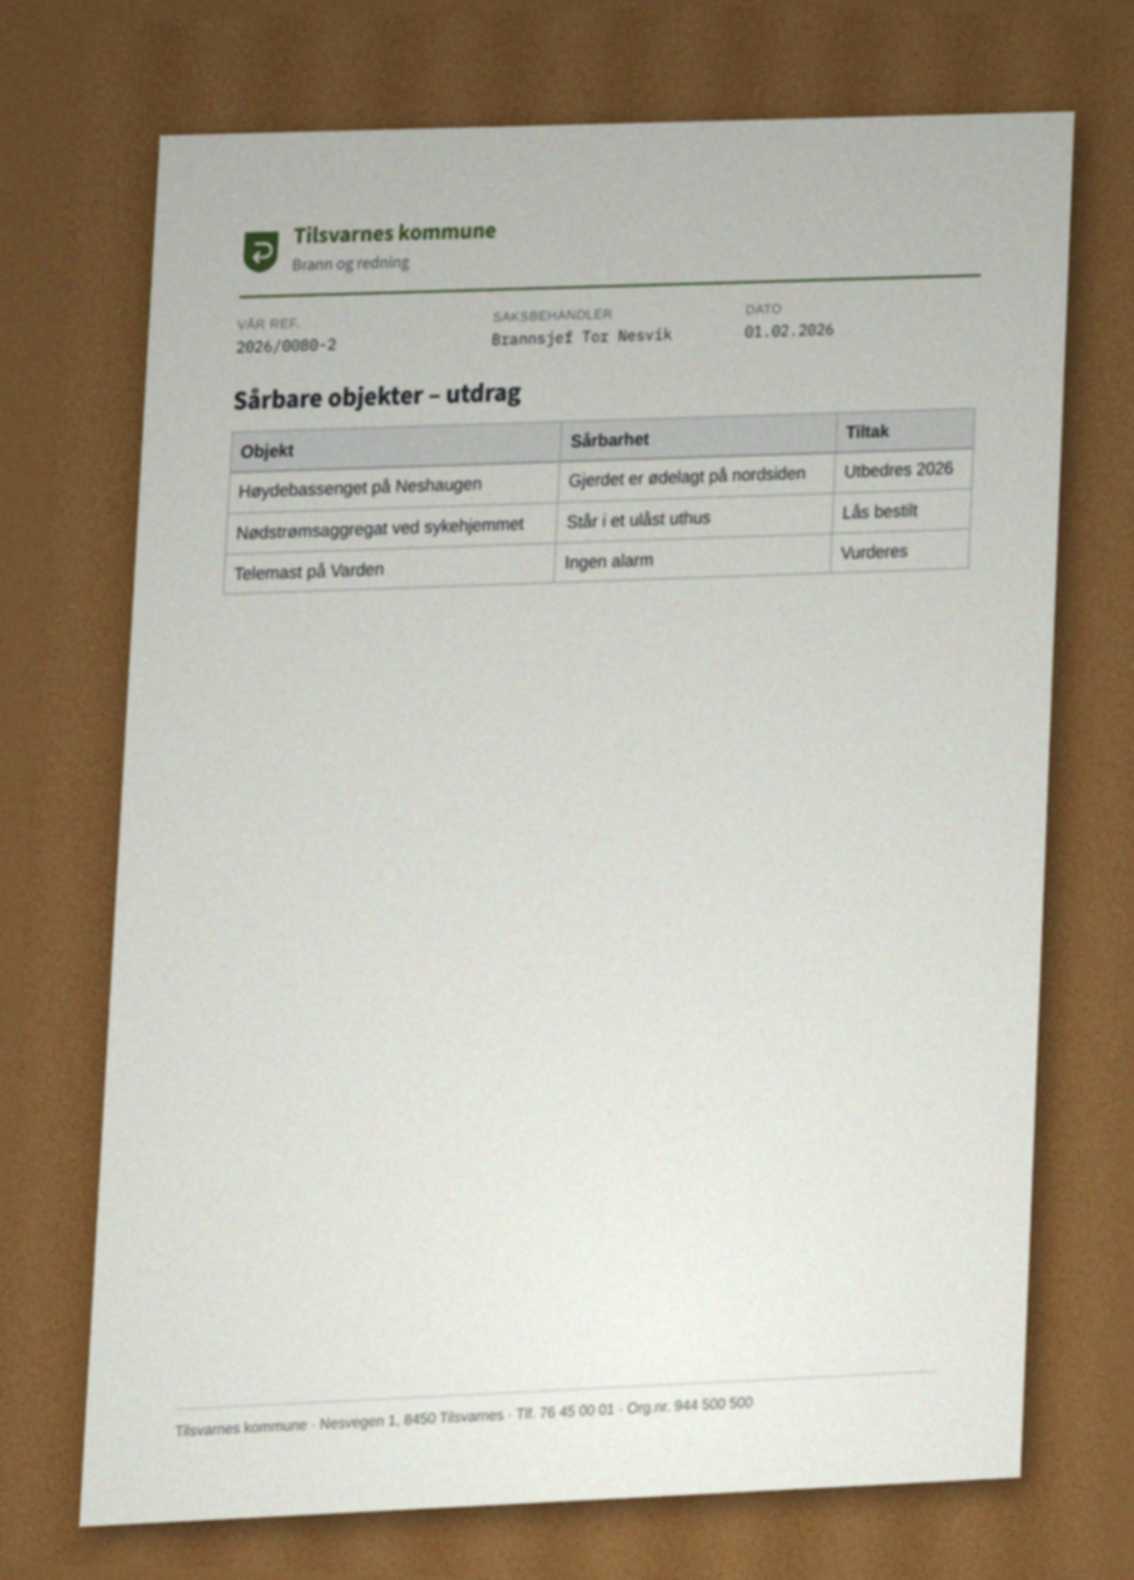 Tilsvarnes kommune
Brann og redning
VÅR REF. SAKSBEHANDLER DATO
2026/0080-2 Brannsjef Tor Nesvik 01.02.2026
Sårbare objekter – utdrag
Objekt Sårbarhet Tiltak
Høydebassenget på Neshaugen Gjerdet er ødelagt på nordsiden Utbedres 2026
Nødstrømsaggregat ved sykehjemmet Står i et ulåst uthus Lås bestilt
Telemast på Varden Ingen alarm Vurderes
Tilsvarnes kommune · Nesvegen 1, 8450 Tilsvarnes · Tlf. 76 45 00 01 · Org.nr. 944 500 500